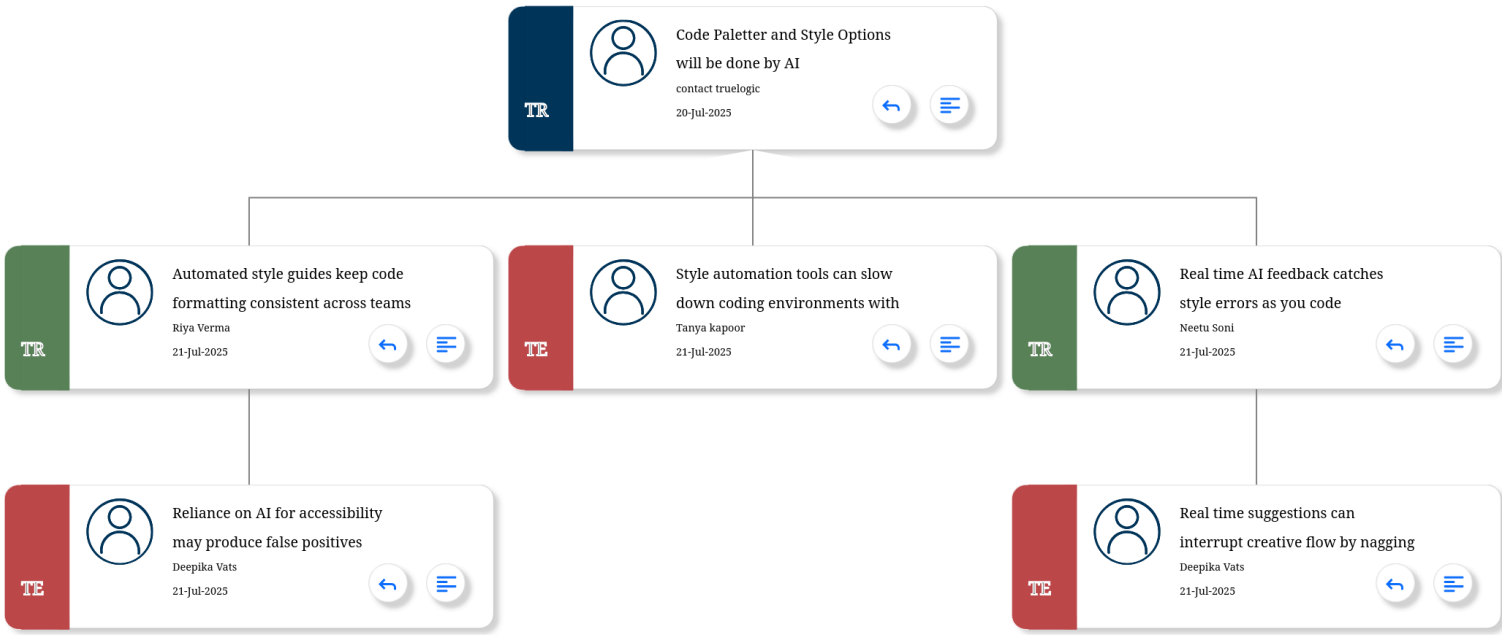 Code Paletter and Style Options
will be done by AI
contact truelogic
20-Jul-2025
TR
Automated style guides keep code
formatting consistent across teams
Riya Verma
21-Jul-2025
TR
Style automation tools can slow
down coding environments with
Tanya kapoor
21-Jul-2025
TE
Real time AI feedback catches
style errors as you code
Neetu Soni
21-Jul-2025
TR
Reliance on AI for accessibility
may produce false positives
Deepika Vats
21-Jul-2025
TE
Real time suggestions can
interrupt creative flow by nagging
Deepika Vats
21-Jul-2025
TE